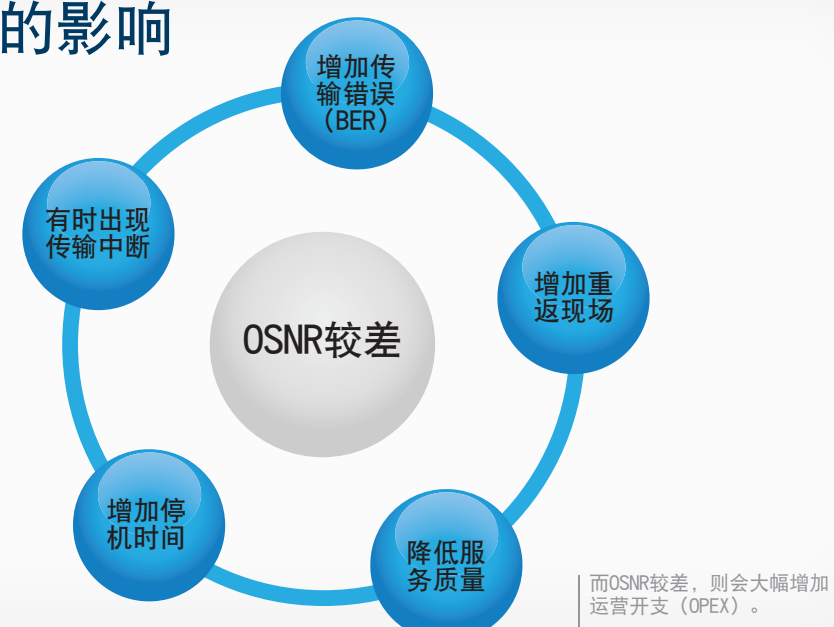 的影响
增加传
输错误
（BER）
有时出现
传输中断
增加重
返现场
OSNR较差
增加停
机时间
降低服
务质量
而OSNR较差，则会大幅增加
运营开支（OPEX）。